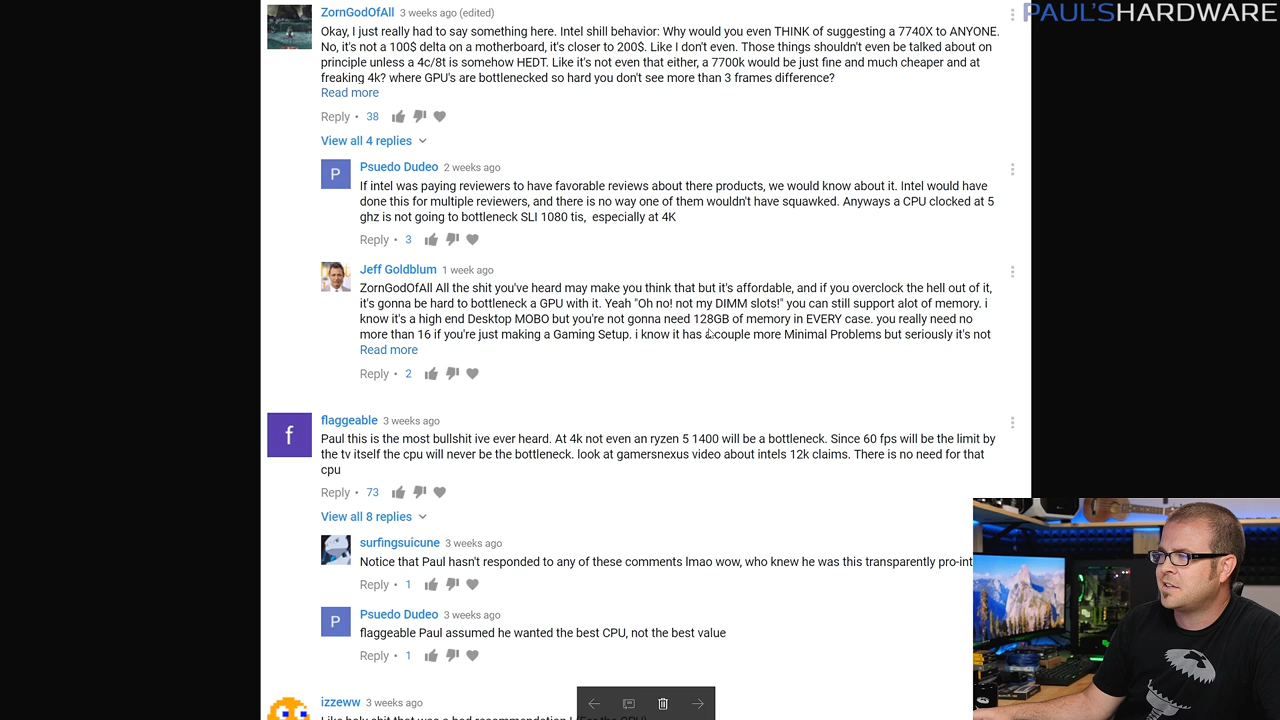 PAUL'SHARDWARE
ZornGodOfAll 3 weeks ago (edited)
Okay, I just really had to say something here. Intel shill behavior: Why would you even THINK of suggesting a 7740X to ANYONE.
No, it's not a 100$ delta on a motherboard, it's closer to 200$. Like I don't even. Those things shouldn't even be talked about on
principle unless a 4c/8t is somehow HEDT. Like it's not even that either, a 7700k would be just fine and much cheaper and at
freaking 4k? where GPU's are bottlenecked so hard you don't see more than 3 frames difference?
Read more
Reply • 38
View all 4 replies
P
Psuedo Dudeo 2 weeks ago
If intel was paying reviewers to have favorable reviews about there products, we would know about it. Intel would have
done this for multiple reviewers, and there is no way one of them wouldn't have squawked. Anyways a CPU clocked at 5
ghz is not going to bottleneck SLI 1080 tis, especially at 4K
Reply • 3
Jeff Goldblum 1 week ago
ZornGodOfAll All the shit you've heard may make you think that but it's affordable, and if you overclock the hell out of it,
it's gonna be hard to bottleneck a GPU with it. Yeah "Oh no! not my DIMM slots!" you can still support alot of memory. i
know it's a high end Desktop MOBO but you're not gonna need 128GB of memory in EVERY case. you really need no
more than 16 if you're just making a Gaming Setup. i know it has a couple more Minimal Problems but seriously it's not
Read more
Reply • 2
f
flaggeable 3 weeks ago
Paul this is the most bullshit ive ever heard. At 4k not even an ryzen 5 1400 will be a bottleneck. Since 60 fps will be the limit by
the tv itself the cpu will never be the bottleneck. look at gamersnexus video about intels 12k claims. There is no need for that
cpu
Reply • 73
View all 8 replies
surfingsuicune 3 weeks ago
Notice that Paul hasn't responded to any of these comments lmao wow, who knew he was this transparently pro-int
Reply • 1
P
Psuedo Dudeo 3 weeks ago
flaggeable Paul assumed he wanted the best CPU, not the best value
Reply • 1
izzeww 3 weeks ago
Like holy shit that was a bad recommendation